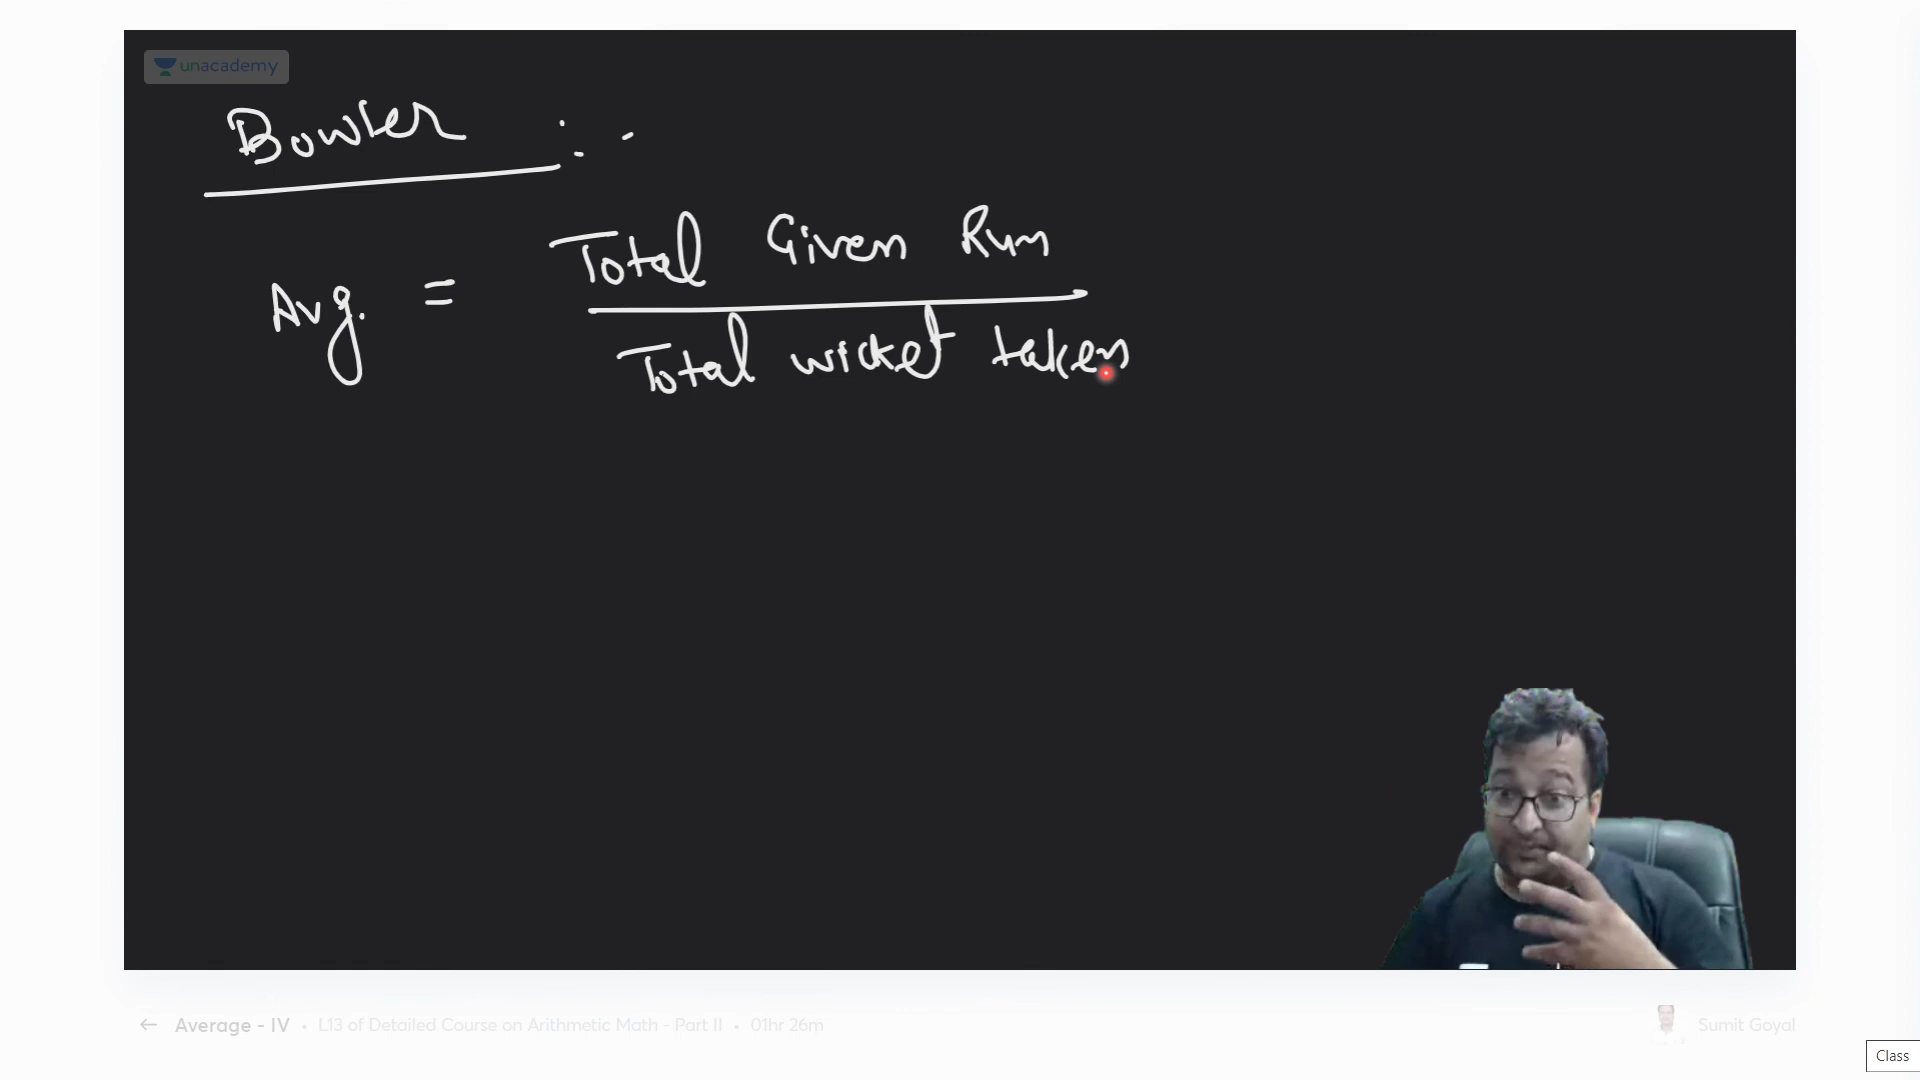 unacademy
Bowler :-
Avg. = Total Given Run
Total wicket taken
← Average - IV • L13 of Detailed Course on Arithmetic Math - Part II • 01hr 26m
Sumit Goyal
Class